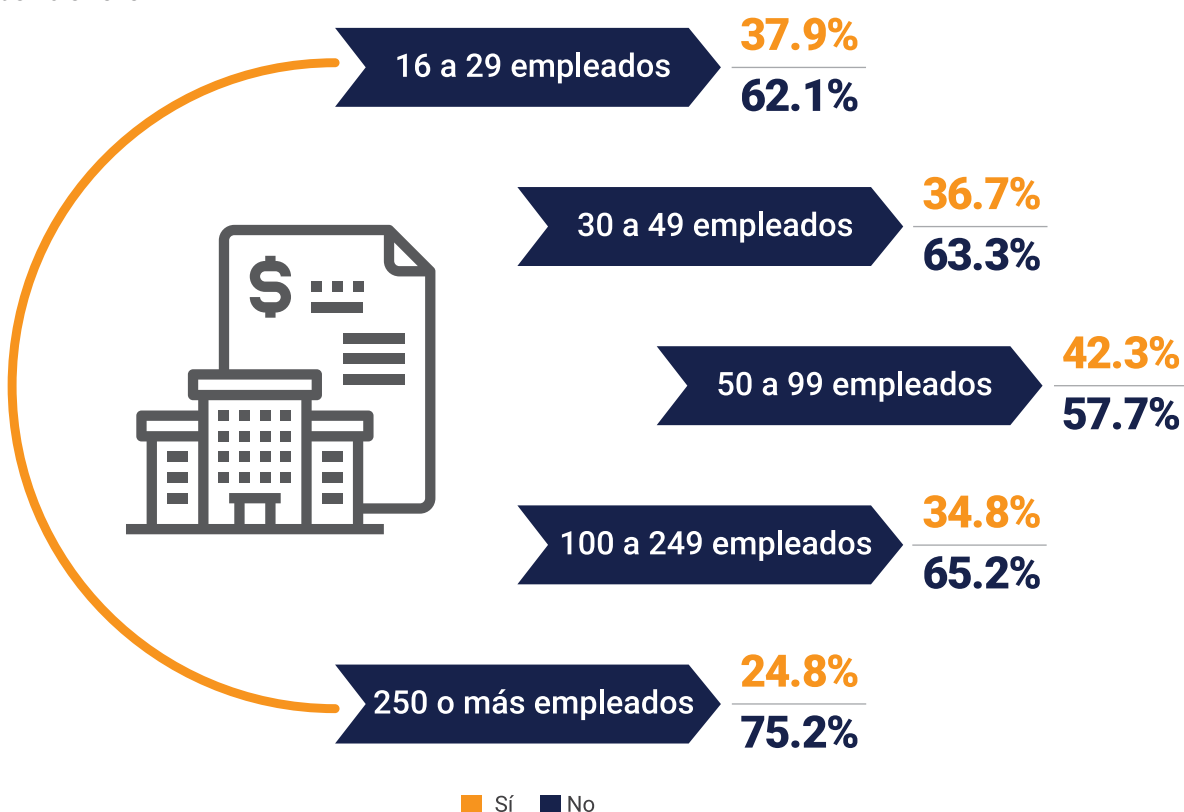 37.9%
16 a 29 empleados
62.1%
36.7%
30 a 49 empleados
63.3%
42.3%
50 a 99 empleados
57.7%
34.8%
100 a 249 empleados
65.2%
24.8%
250 o más empleados
75.2%
$
Sí No